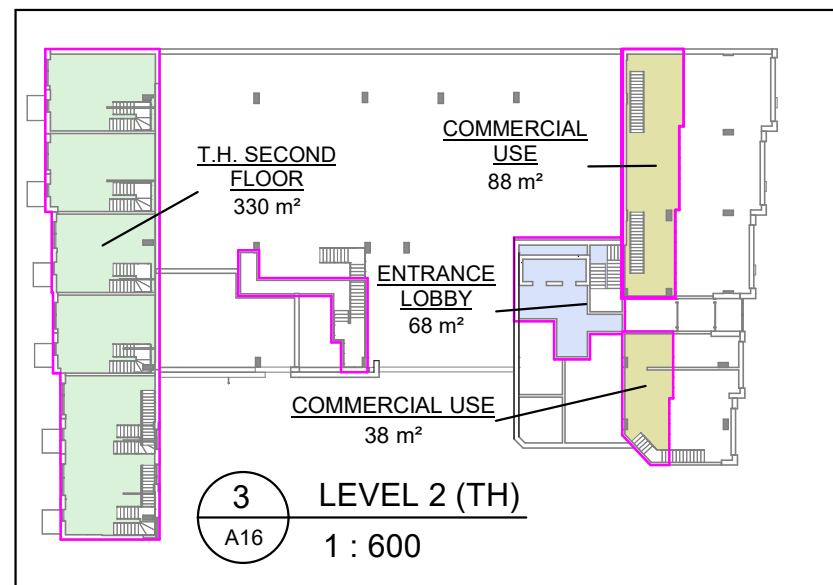 COMMERCIAL
USE
88 m²
T.H. SECOND
FLOOR
330 m²
ENTRANCE
LOBBY
68 m²
COMMERCIAL USE
38 m²
3
A16
LEVEL 2 (TH)
1 : 600